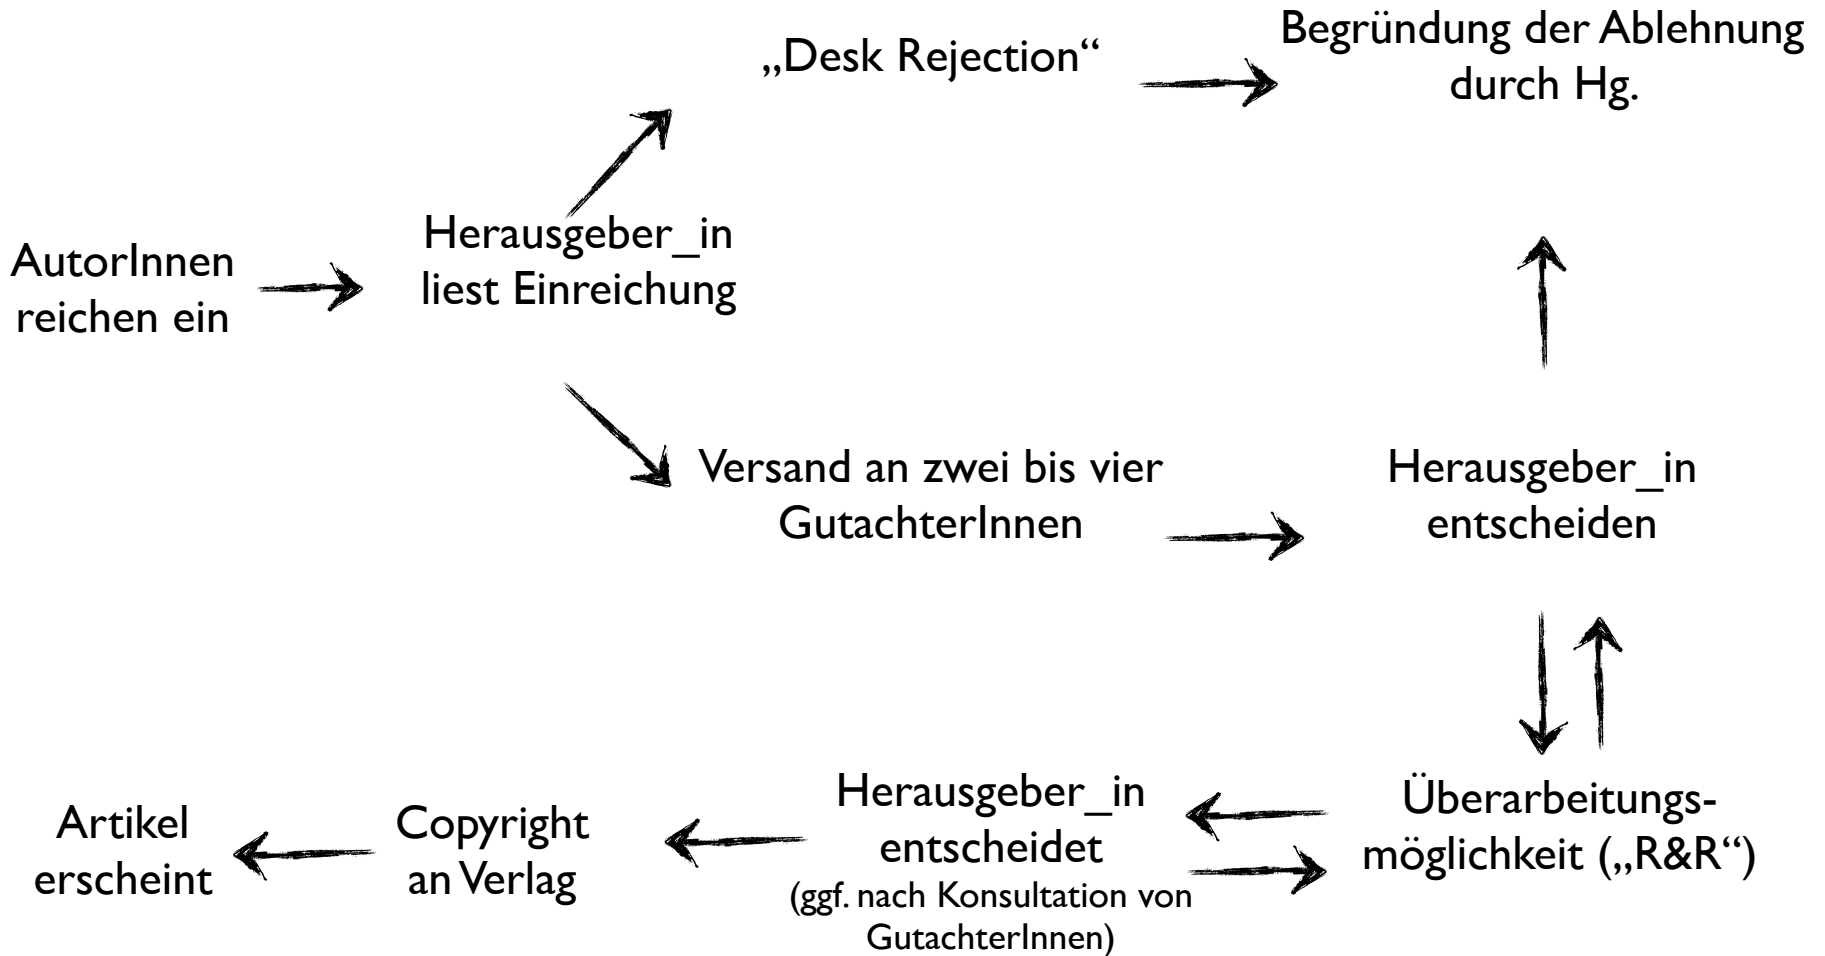 „Desk Rejection“
Begründung der Ablehnung
durch Hg.
AutorInnen
reichen ein
Herausgeber_in
liest Einreichung
Versand an zwei bis vier
GutachterInnen
Herausgeber_in
entscheiden
Überarbeitungs-
möglichkeit („R&R“)
Herausgeber_in
entscheidet
(ggf. nach Konsultation von
GutachterInnen)
Copyright
an Verlag
Artikel
erscheint